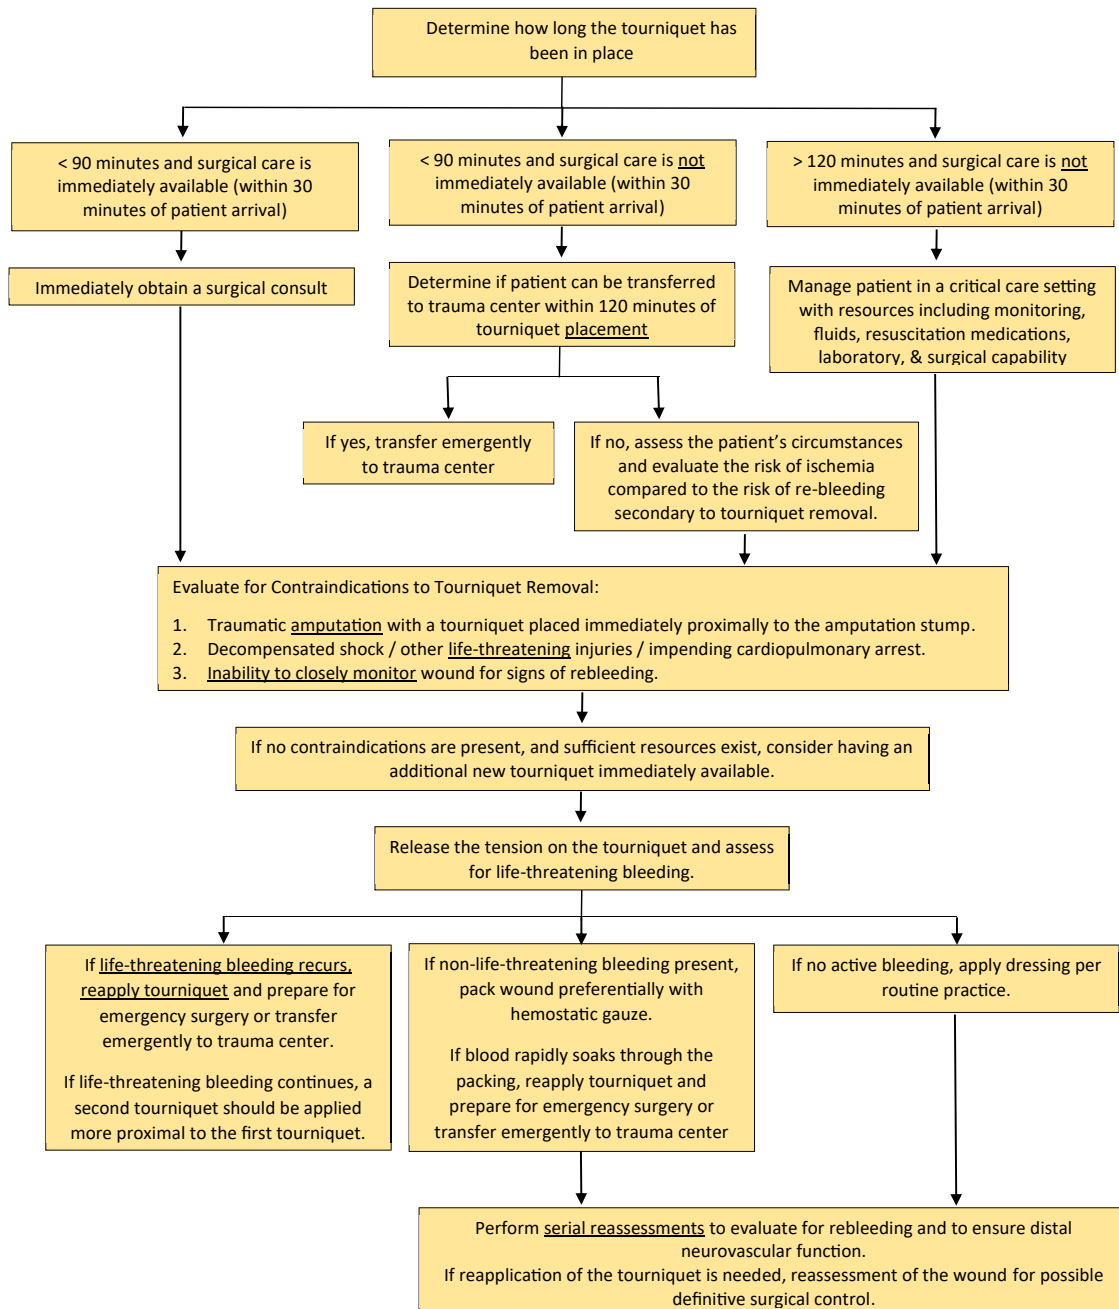 Determine how long the tourniquet has
been in place
< 90 minutes and surgical care is
immediately available (within 30
minutes of patient arrival)
< 90 minutes and surgical care is not
immediately available (within 30
minutes of patient arrival)
> 120 minutes and surgical care is not
immediately available (within 30
minutes of patient arrival)
Immediately obtain a surgical consult
Determine if patient can be transferred
to trauma center within 120 minutes of
tourniquet placement
Manage patient in a critical care setting
with resources including monitoring,
fluids, resuscitation medications,
laboratory, & surgical capability
If yes, transfer emergently
to trauma center
If no, assess the patient’s circumstances
and evaluate the risk of ischemia
compared to the risk of re-bleeding
secondary to tourniquet removal.
Evaluate for Contraindications to Tourniquet Removal:
1. Traumatic amputation with a tourniquet placed immediately proximally to the amputation stump.
2. Decompensated shock / other life-threatening injuries / impending cardiopulmonary arrest.
3. Inability to closely monitor wound for signs of rebleeding.
If no contraindications are present, and sufficient resources exist, consider having an
additional new tourniquet immediately available.
Release the tension on the tourniquet and assess
for life-threatening bleeding.
If life-threatening bleeding recurs,
reapply tourniquet and prepare for
emergency surgery or transfer
emergently to trauma center.
If life-threatening bleeding continues, a
second tourniquet should be applied
more proximal to the first tourniquet.
If non-life-threatening bleeding present,
pack wound preferentially with
hemostatic gauze.
If blood rapidly soaks through the
packing, reapply tourniquet and
prepare for emergency surgery or
transfer emergently to trauma center
If no active bleeding, apply dressing per
routine practice.
Perform serial reassessments to evaluate for rebleeding and to ensure distal
neurovascular function.
If reapplication of the tourniquet is needed, reassessment of the wound for possible
definitive surgical control.